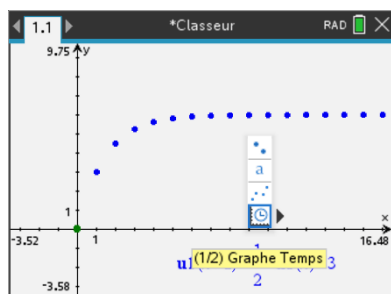 1.1 *Classeur RAD
9.75 y
1
x
-3.52 1 16.48
a
(1/2) Graphe Temps
1
u1( 3
2
-3.58